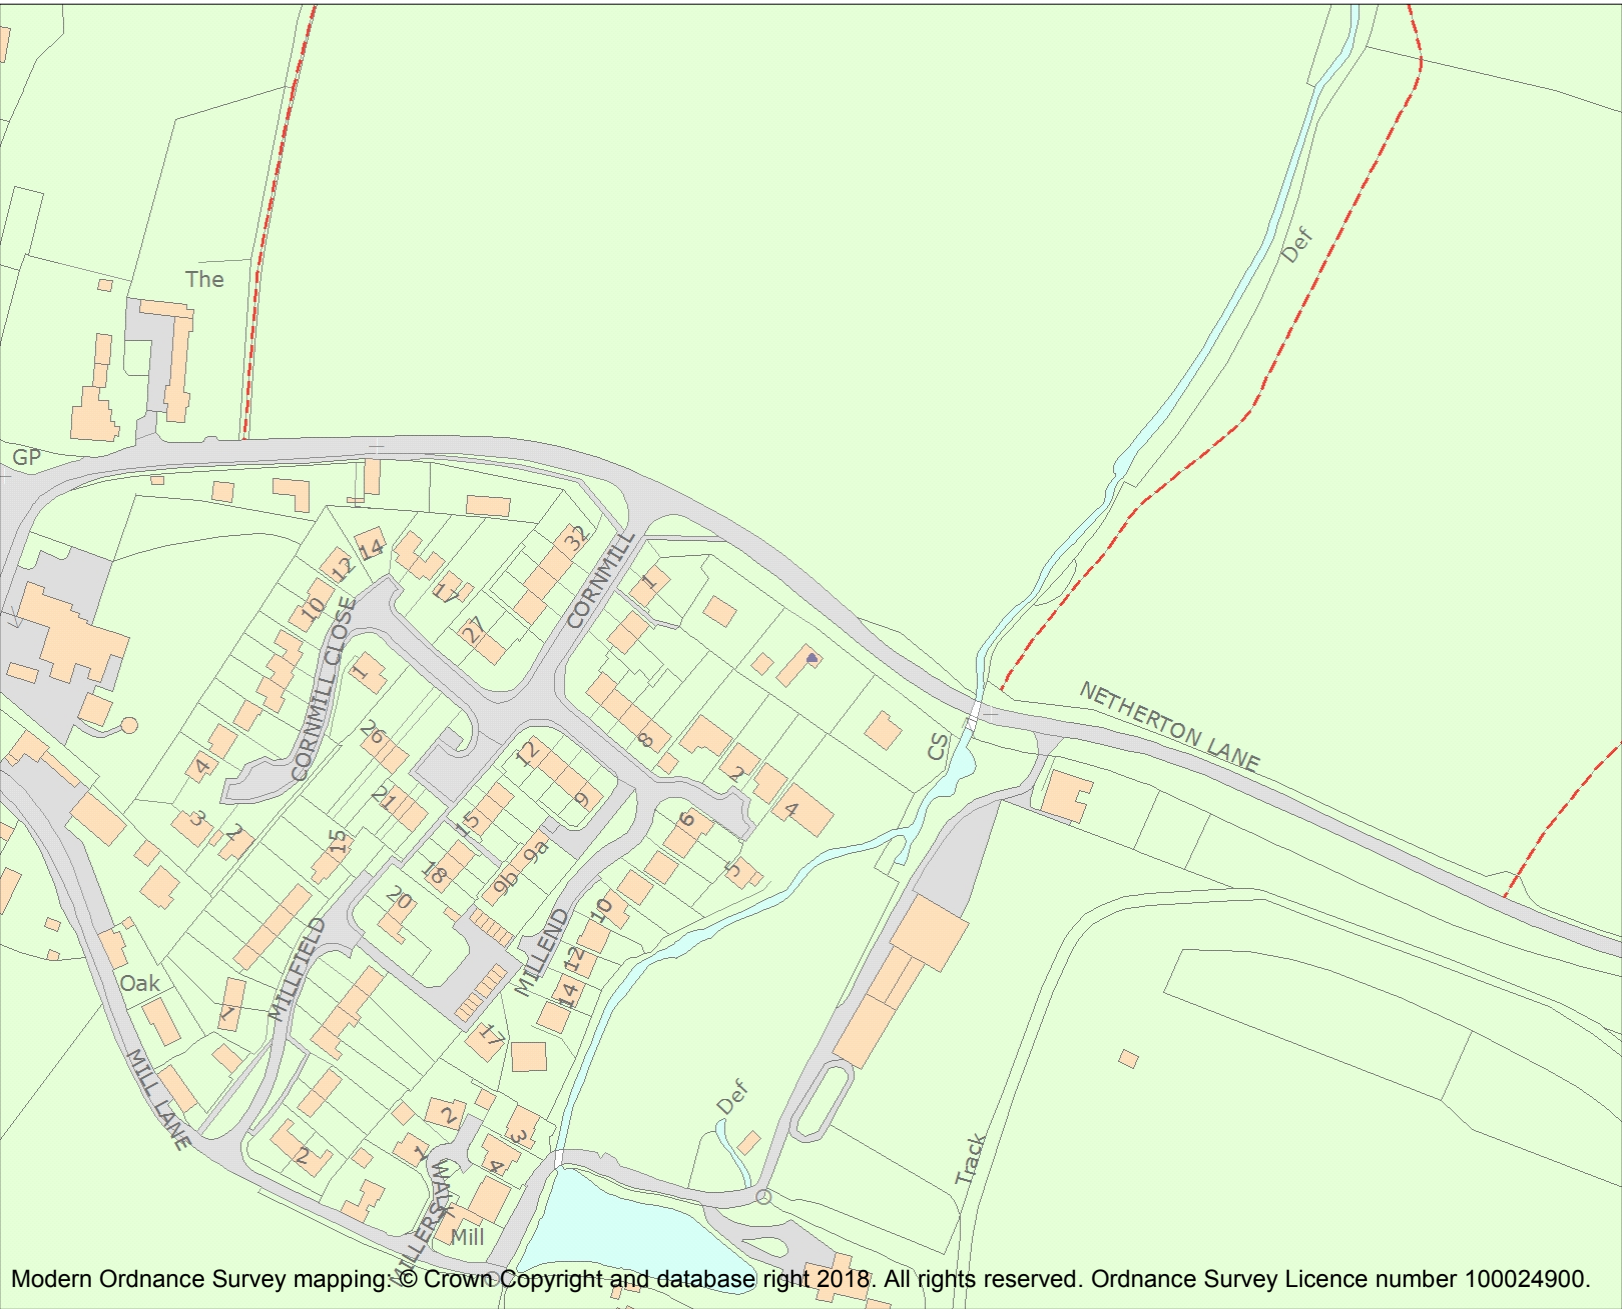 Def
The
GP
32
14
12
CORNMILL
10
17
1
27
CORNMILL CLOSE
1
NETHERTON LANE
26
8
CS
12
4
2
21
9
4
3
2
15
15
6
9a
18
5
9b
20
10
MILLEND
MILLFIELD
12
Oak
14
1
17
MILL LANE
Def
2
3
Track
2
1
4
MILLERS WALK
Mill
Modern Ordnance Survey mapping: © Crown Copyright and database right 2018. All rights reserved. Ordnance Survey Licence number 100024900.